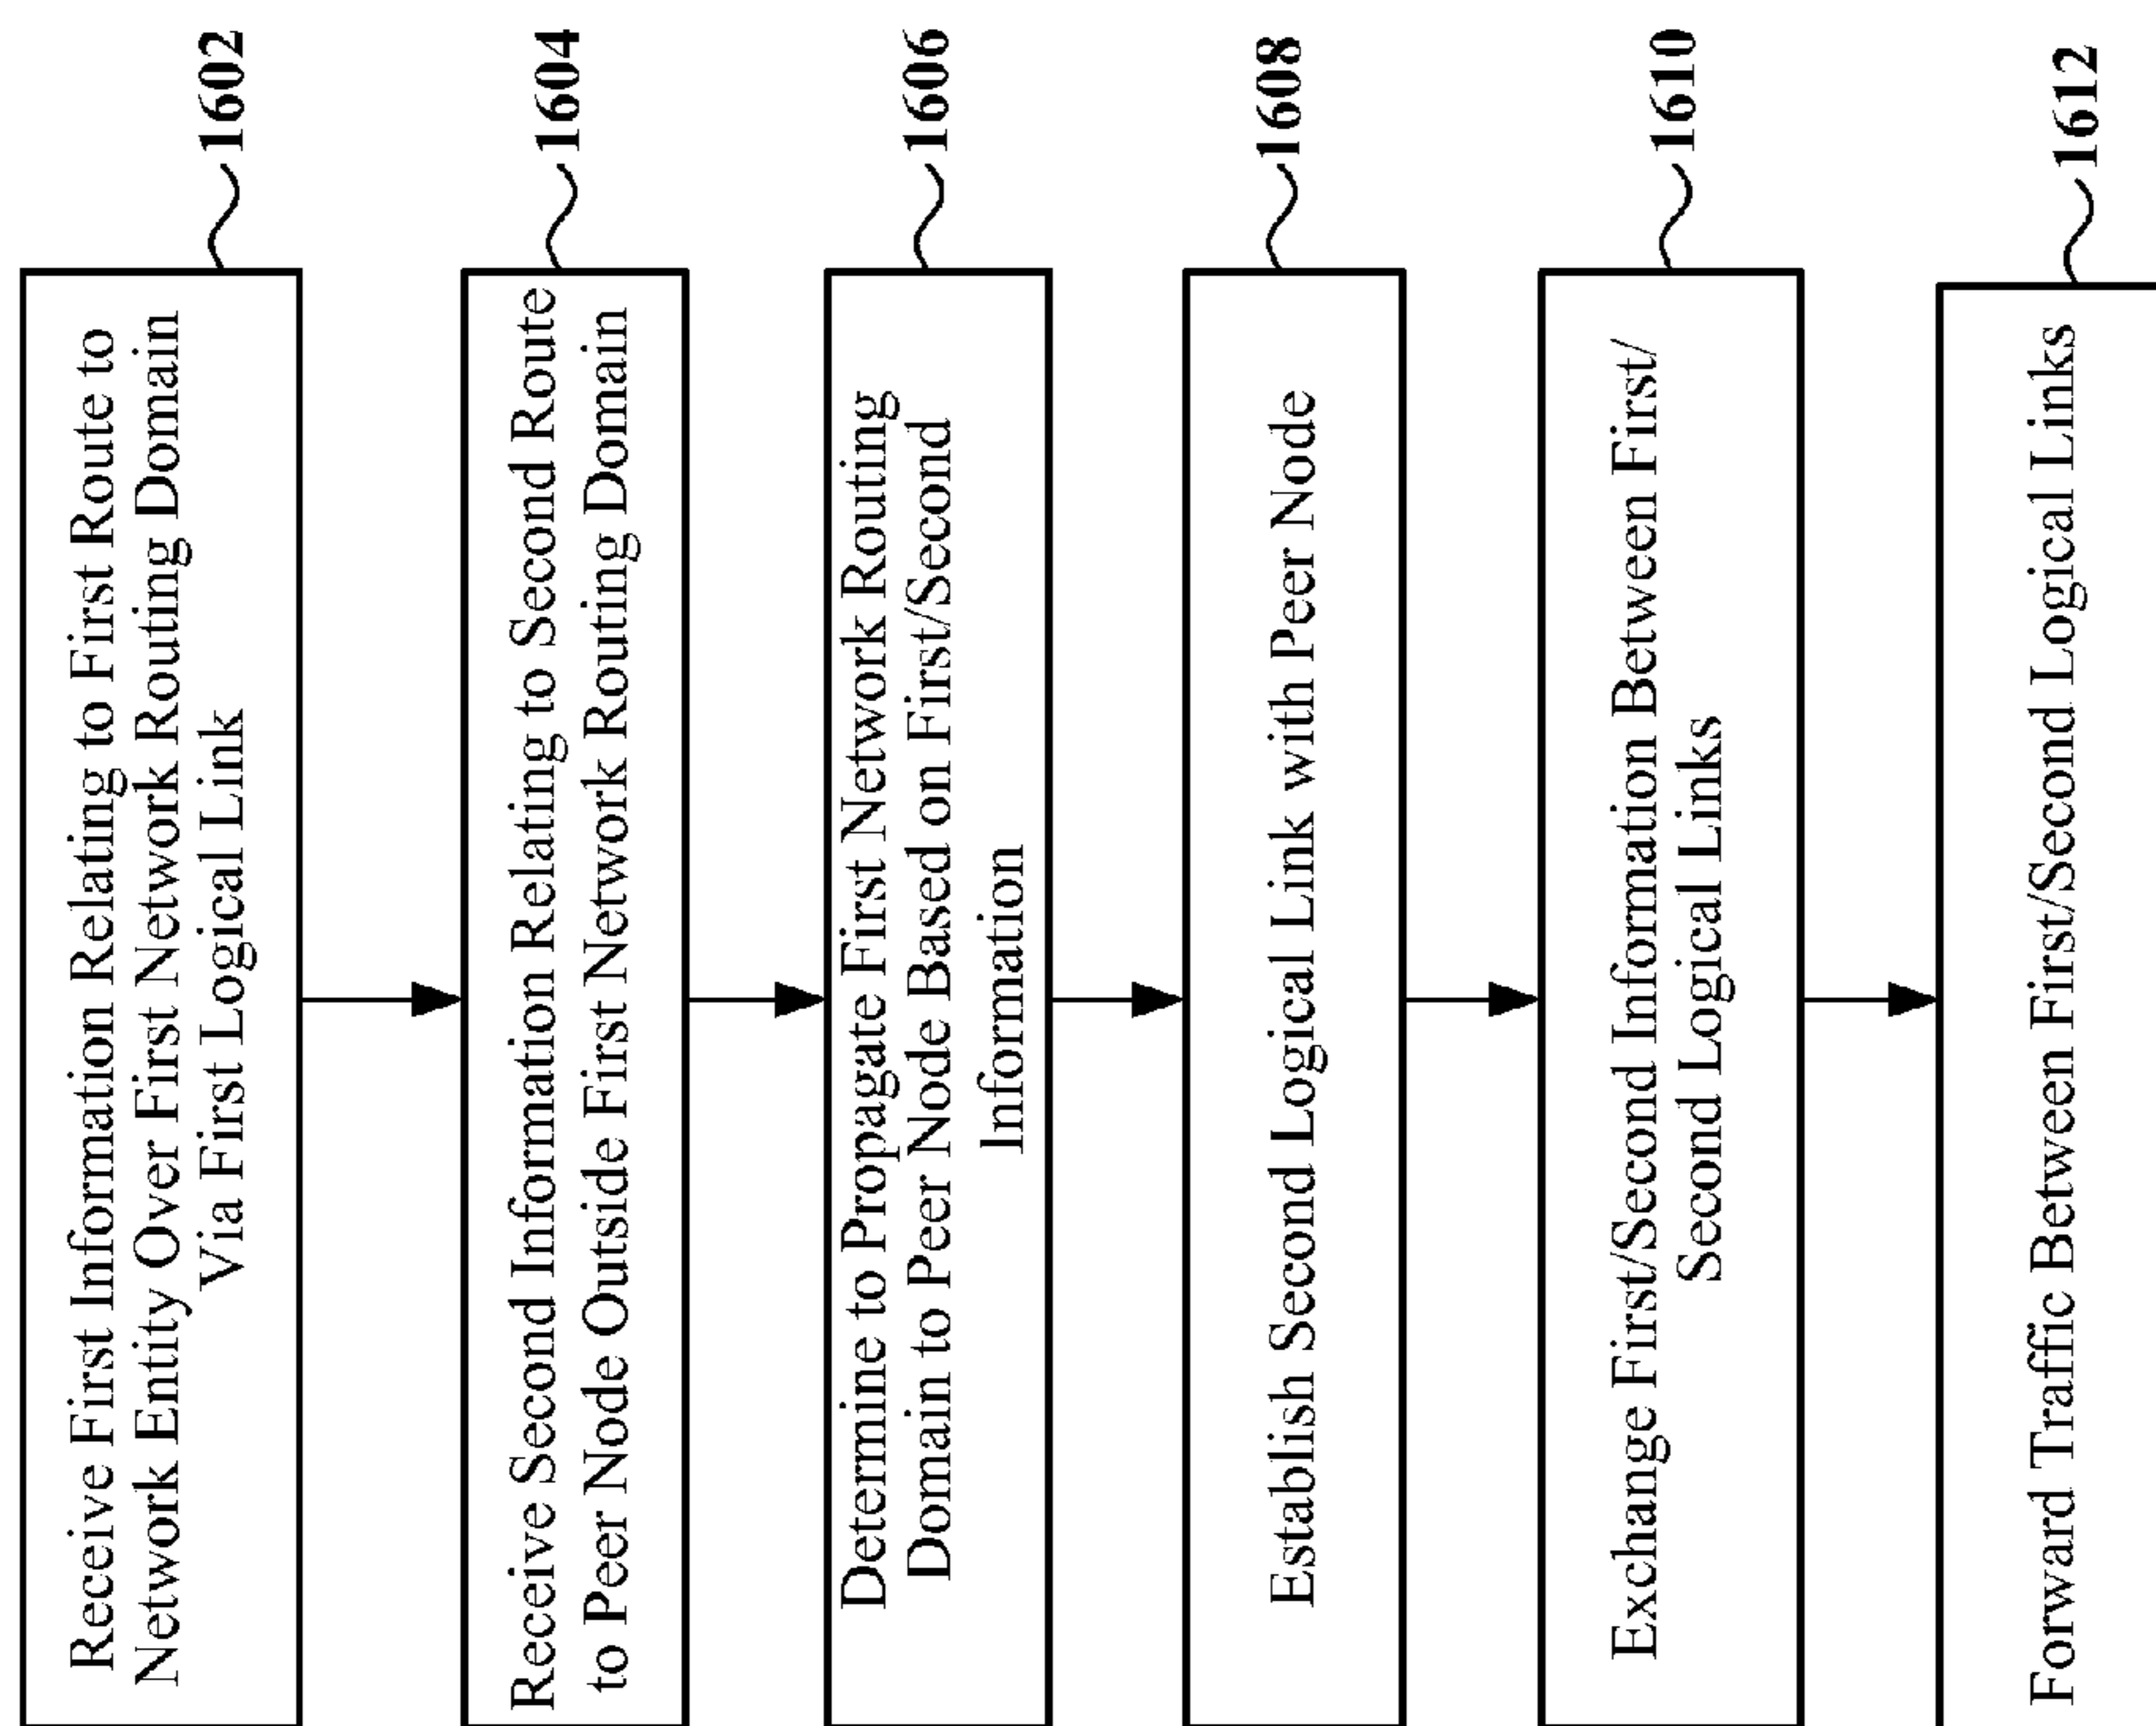 Receive First Information Relating to First Route to
Network Entity Over First Network Routing Domain
Via First Logical Link
1602
Receive Second Information Relating to Second Route
to Peer Node Outside First Network Routing Domain
1604
Determine to Propagate First Network Routing
Domain to Peer Node Based on First/Second
Information
1606
Establish Second Logical Link with Peer Node
1608
Exchange First/Second Information Between First/
Second Logical Links
1610
Forward Traffic Between First/Second Logical Links
1612